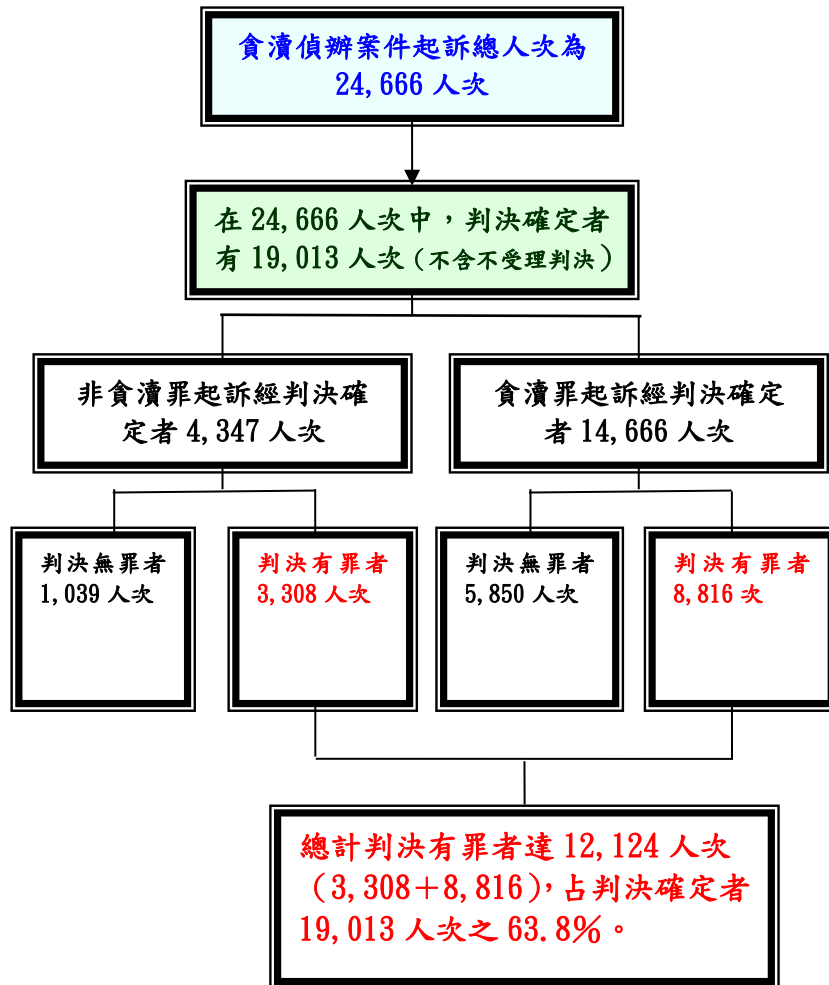 貪瀆偵辦案件起訴總人次為
24,666 人次
在 24,666 人次中，判決確定者
有 19,013 人次（不含不受理判決）
非貪瀆罪起訴經判決確
定者 4,347 人次
貪瀆罪起訴經判決確定
者 14,666 人次
判決無罪者
1,039 人次
判決有罪者
3,308 人次
判決無罪者
5,850 人次
判決有罪者
8,816 次
總計判決有罪者達 12,124 人次
（3,308＋8,816），占判決確定者
19,013 人次之 63.8％。